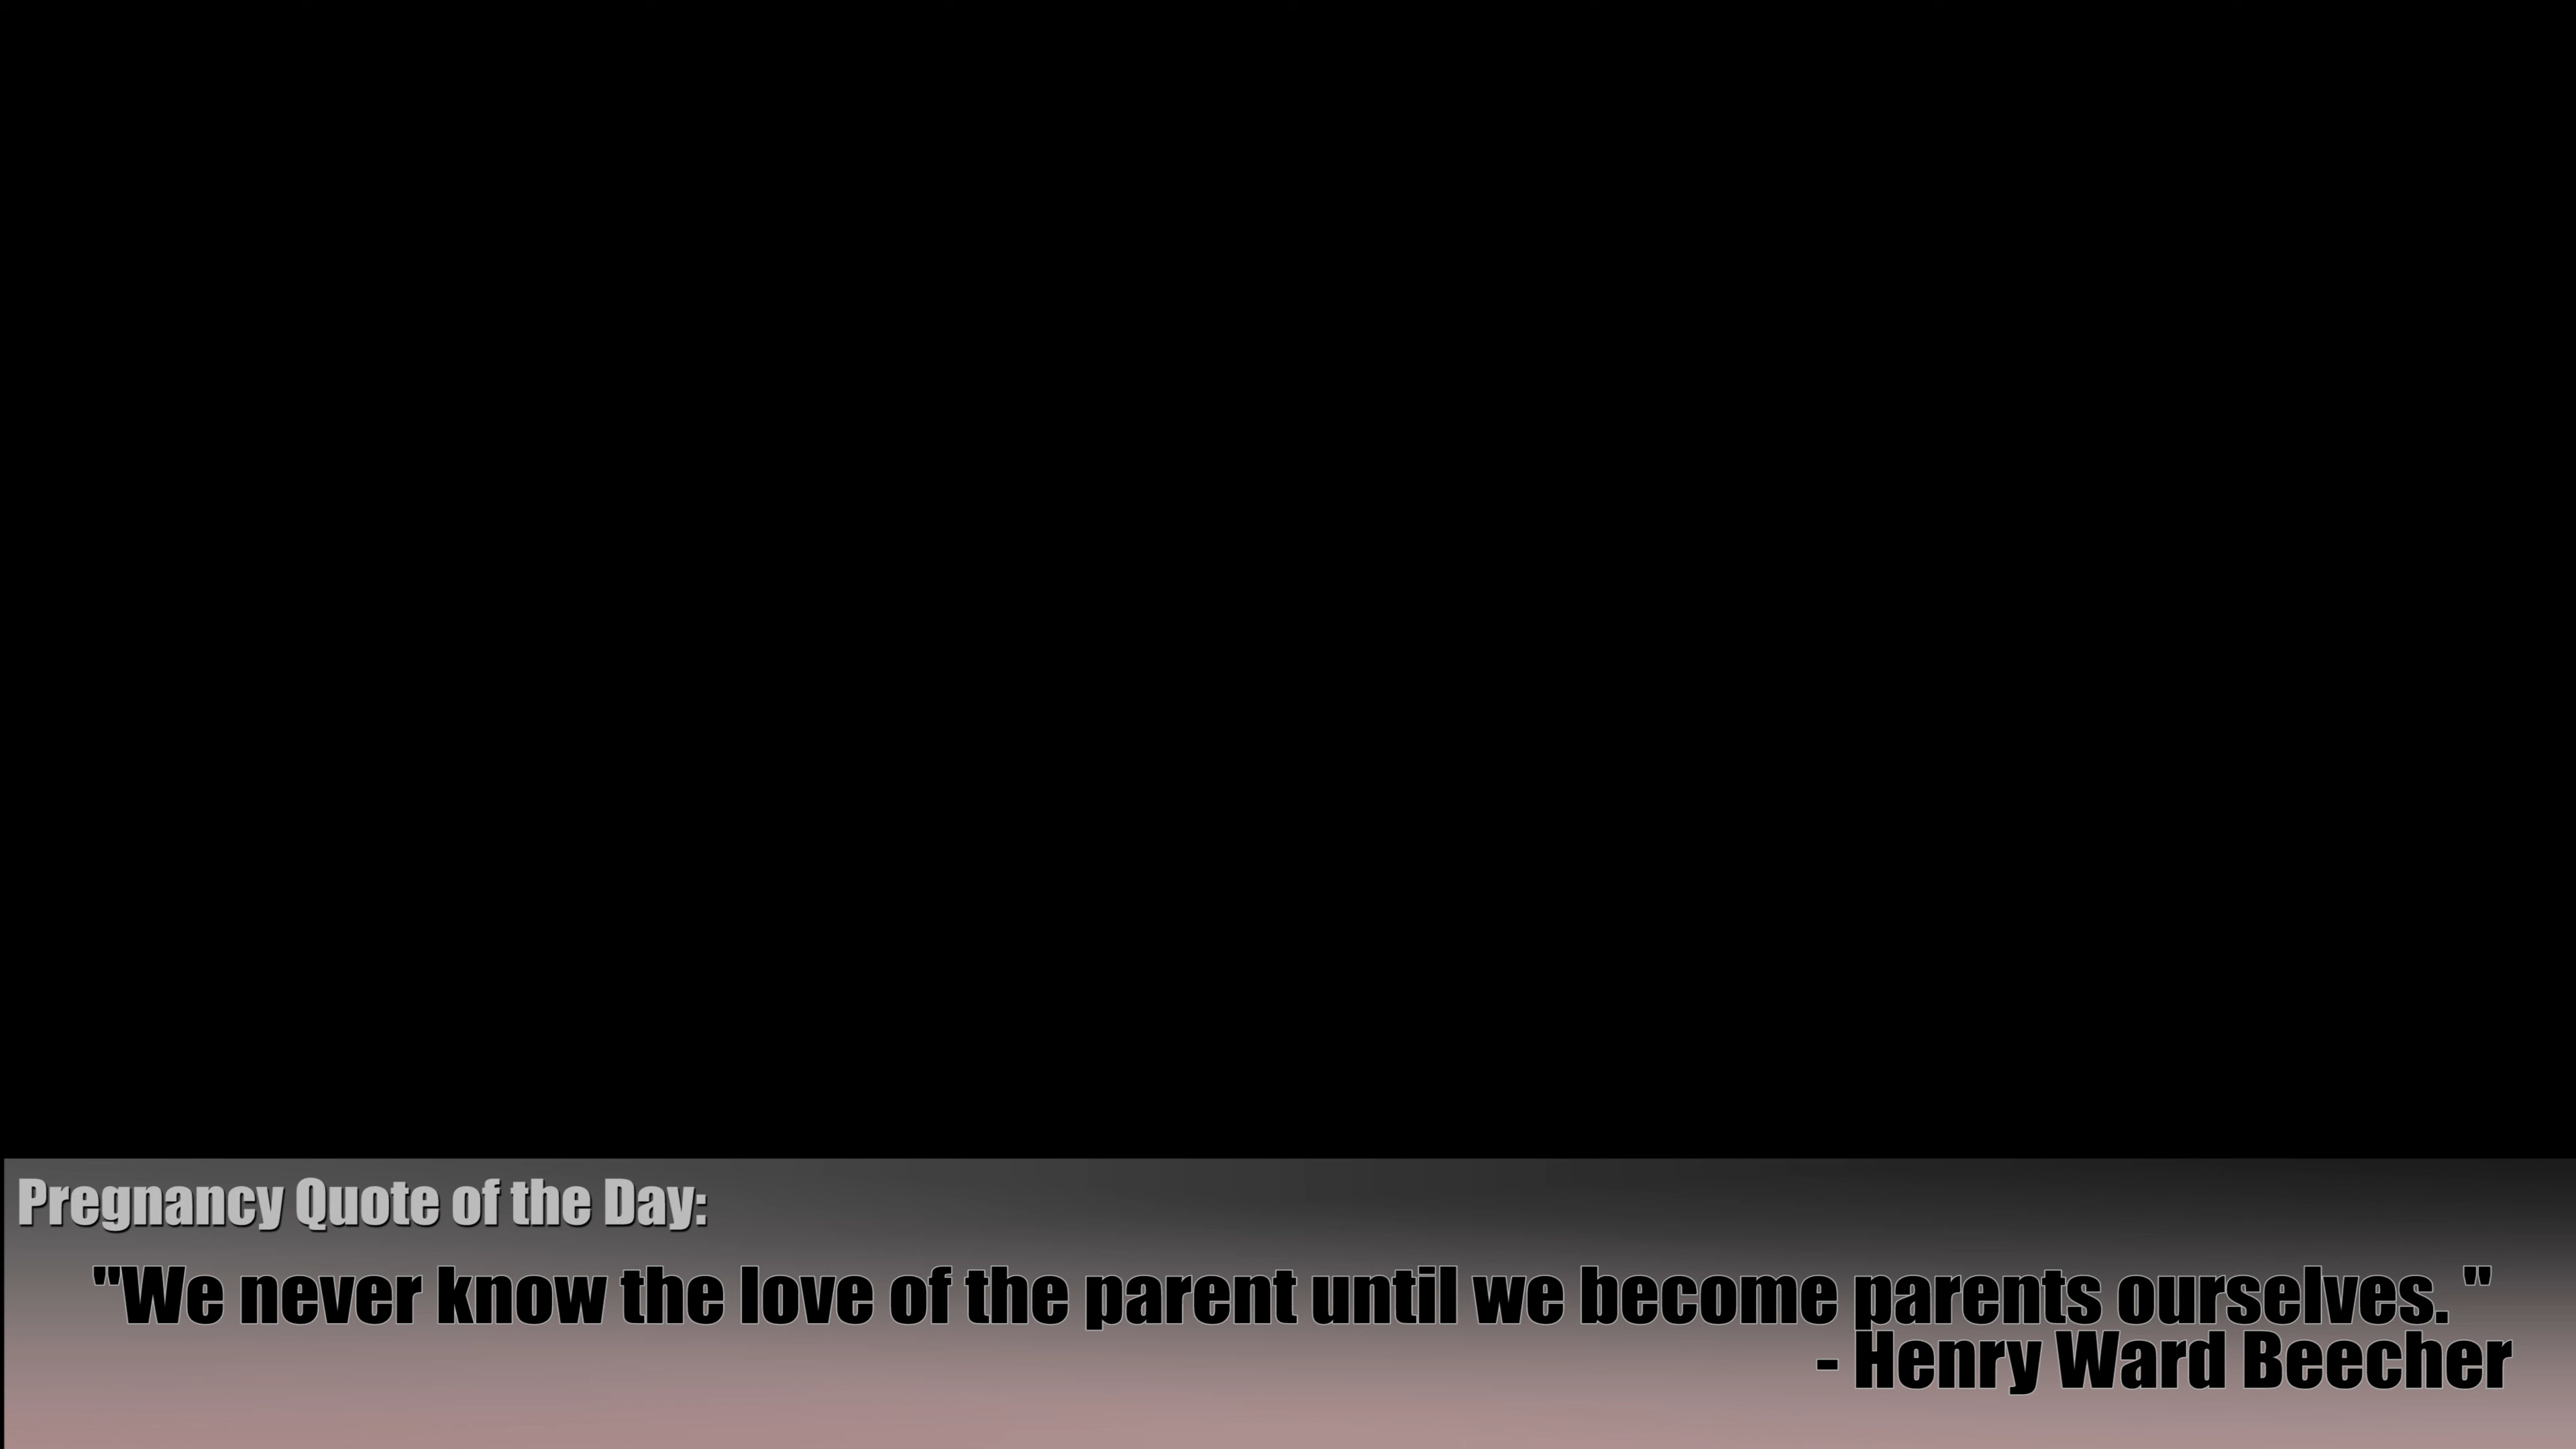 Pregnancy Quote of the Day:
"We never know the love of the parent until we become parents ourselves. "
- Henry Ward Beecher